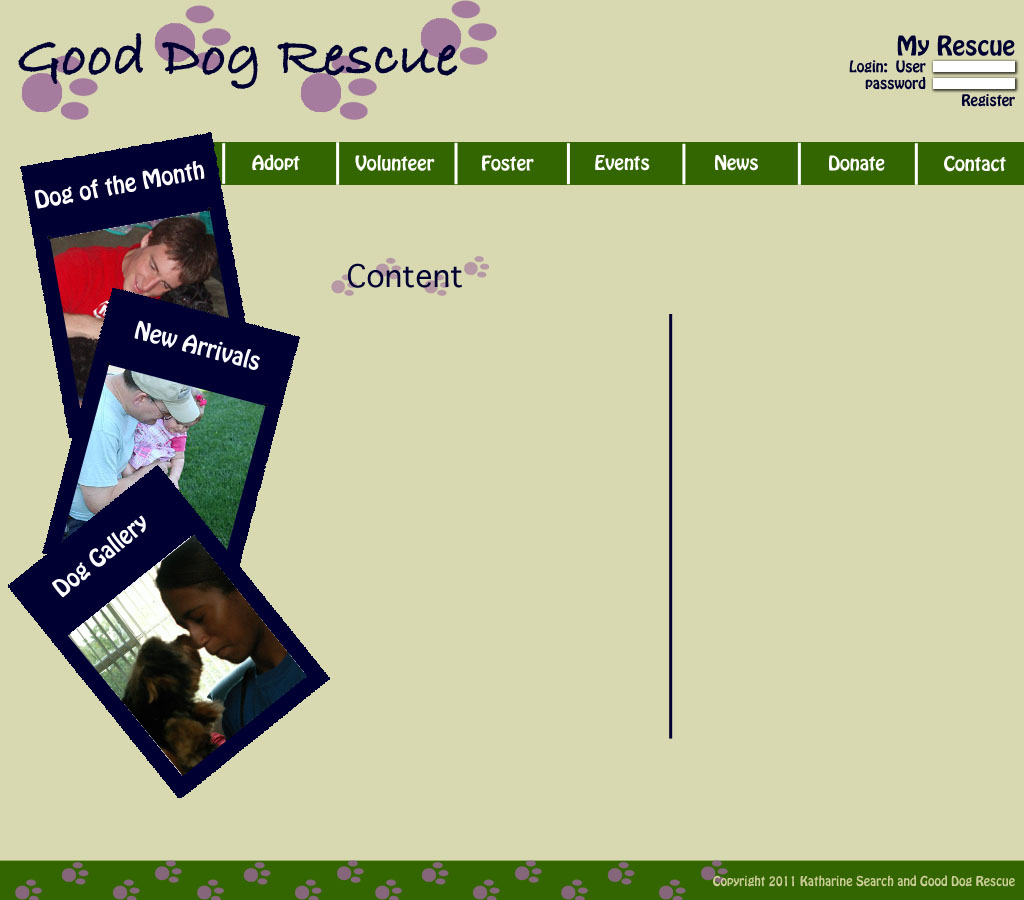 Good Dog Rescue
My Rescue
Login: User
password
Register
Adopt Volunteer Foster Events News Donate Contact
Dog of the Month
Content
New Arrivals
Dog Gallery
Copyright 2011 Katharine Search and Good Dog Rescue